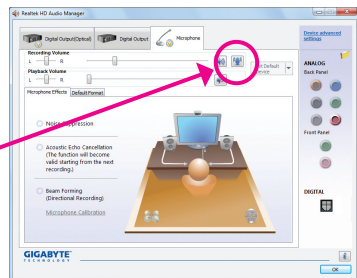 Realtek HD Audio Manager
Digital Output(Optical)
Digital Output
Microphone
Device advanced
settings
Recording Volume
L
R
Set Default
Device
Playback Volume
L
R
ANALOG
Back Panel
Microphone Effects
Default Format
Noise Suppression
Acoustic Echo Cancellation
(The function will become
valid starting from the next
recording.)
Front Panel
Beam Forming
(Directional Recording)
Microphone Calibration
DIGITAL
GIGABYTE
TECHNOLOGY
i
OK